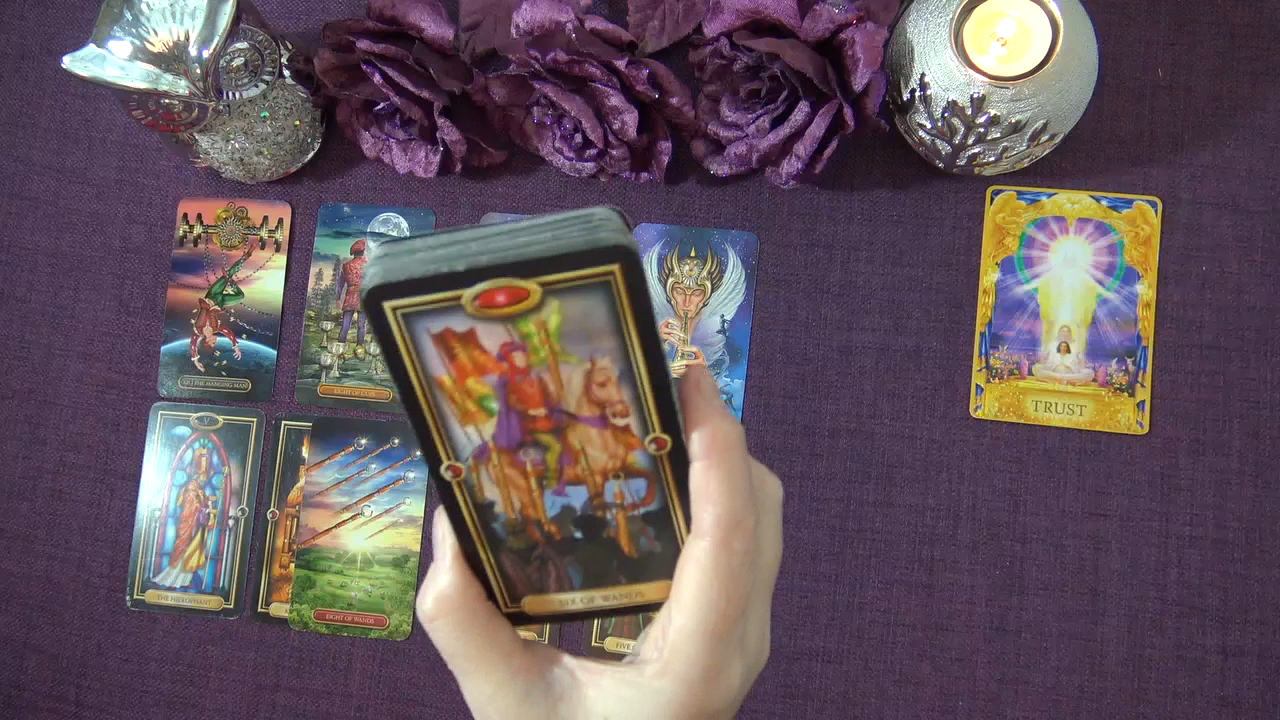 XII THE HANGING MAN
EIGHT OF CUPS
TRUST
V
THE HIEROPHANT
EIGHT OF WANDS
SIX OF WANDS
FIVE